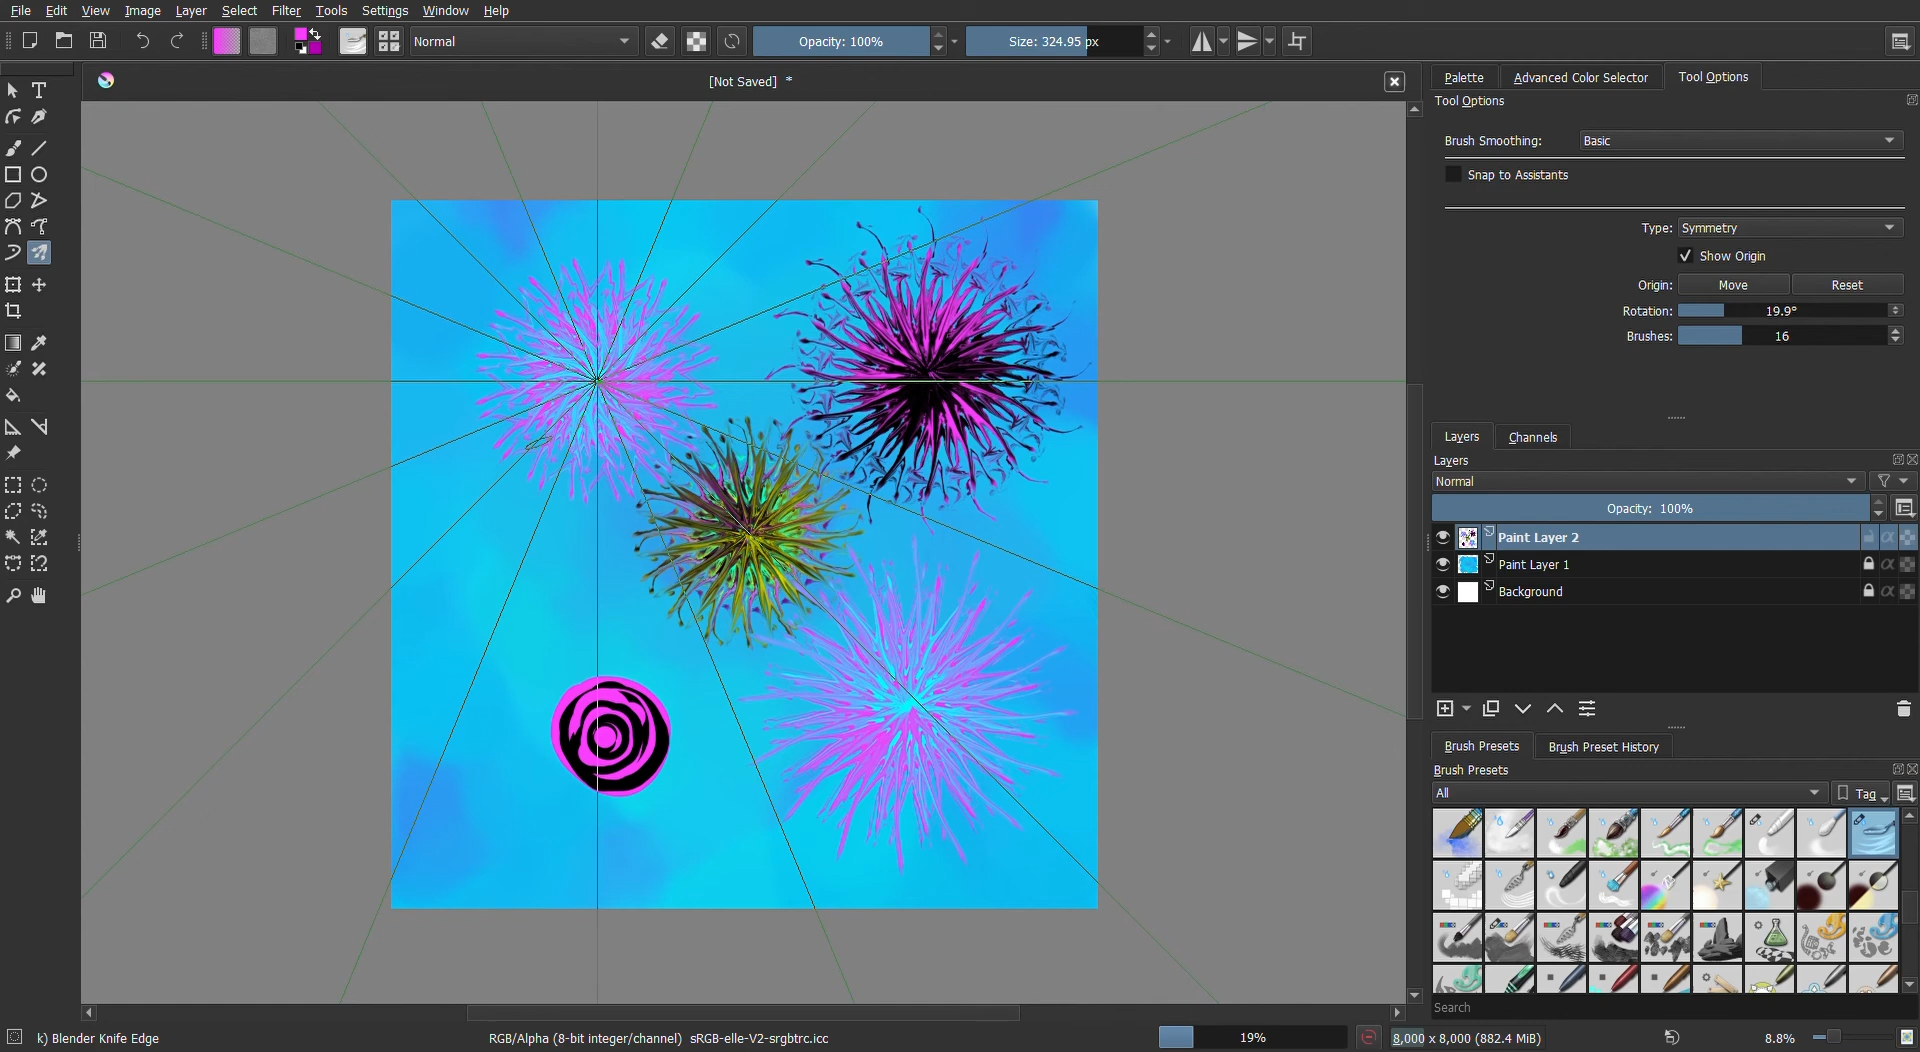 File Edit View Image Layer Select Filter Tools Settings Window Help
Normal Opacity: 100% Size: 324.95 px
[Not Saved] *
Palette Advanced Color Selector Tool Options
Tool Options
Brush Smoothing: Basic
Snap to Assistants
Type: Symmetry
Show Origin
Origin: Move Reset
Rotation: 19.9°
Brushes: 16
Layers Channels
Layers
Normal
Opacity: 100%
Paint Layer 2
Paint Layer 1
Background
Brush Presets Brush Preset History
Brush Presets
All Tag
Search
k) Blender Knife Edge RGB/Alpha (8-bit integer/channel) sRGB-elle-V2-srgbtrc.icc 19% 8,000 x 8,000 (882.4 MiB) 8.8%